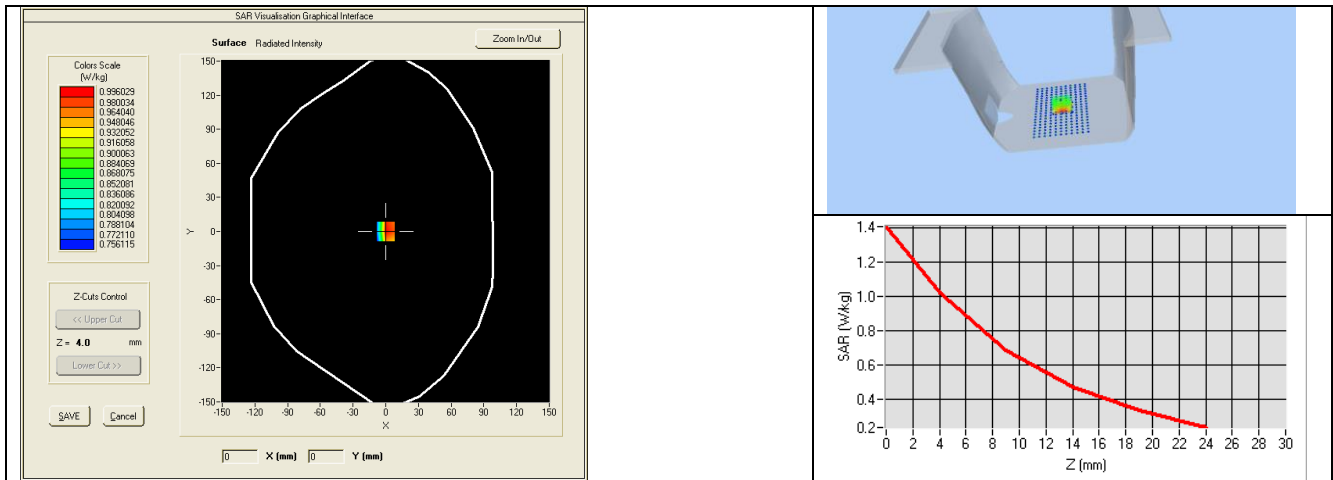 SAR Visualisation Graphical Interface
Surface Radiated Intensity
Zoom In/Out
Colors Scale
(W/kg)
0.996029
0.980034
0.964040
0.948046
0.932052
0.916058
0.900063
0.884069
0.868075
0.852081
0.836086
0.820092
0.804098
0.788104
0.772110
0.756115
Z-Cuts Control
<< Upper Cut
Z = 4.0 mm
Lower Cut >>
SAVE Cancel
150
120
90
60
30
0
-30
-60
-90
-120
-150
Y
-150 -120 -90 -60 -30 0 30 60 90 120 150
X
0 X (mm) 0 Y (mm)
1.4
1.2
1.0
0.8
0.6
0.4
0.2
SAR (W/kg)
0 2 4 6 8 10 12 14 16 18 20 22 24 26 28 30
Z (mm)